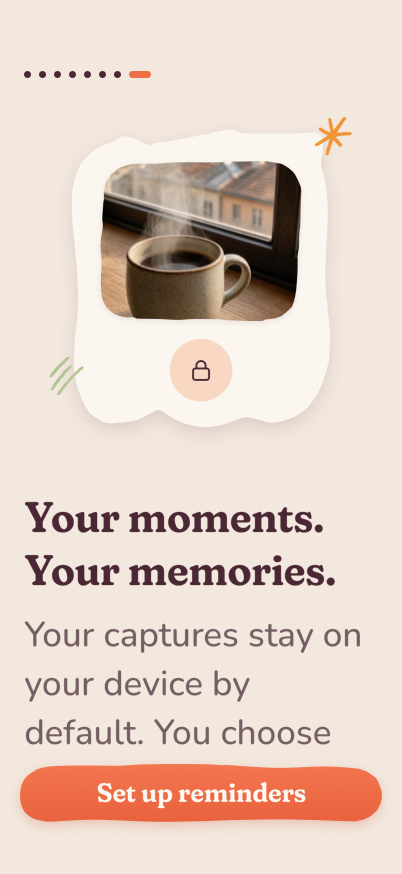 Your moments.
Your memories.
Your captures stay on
your device by
default. You choose
Set up reminders